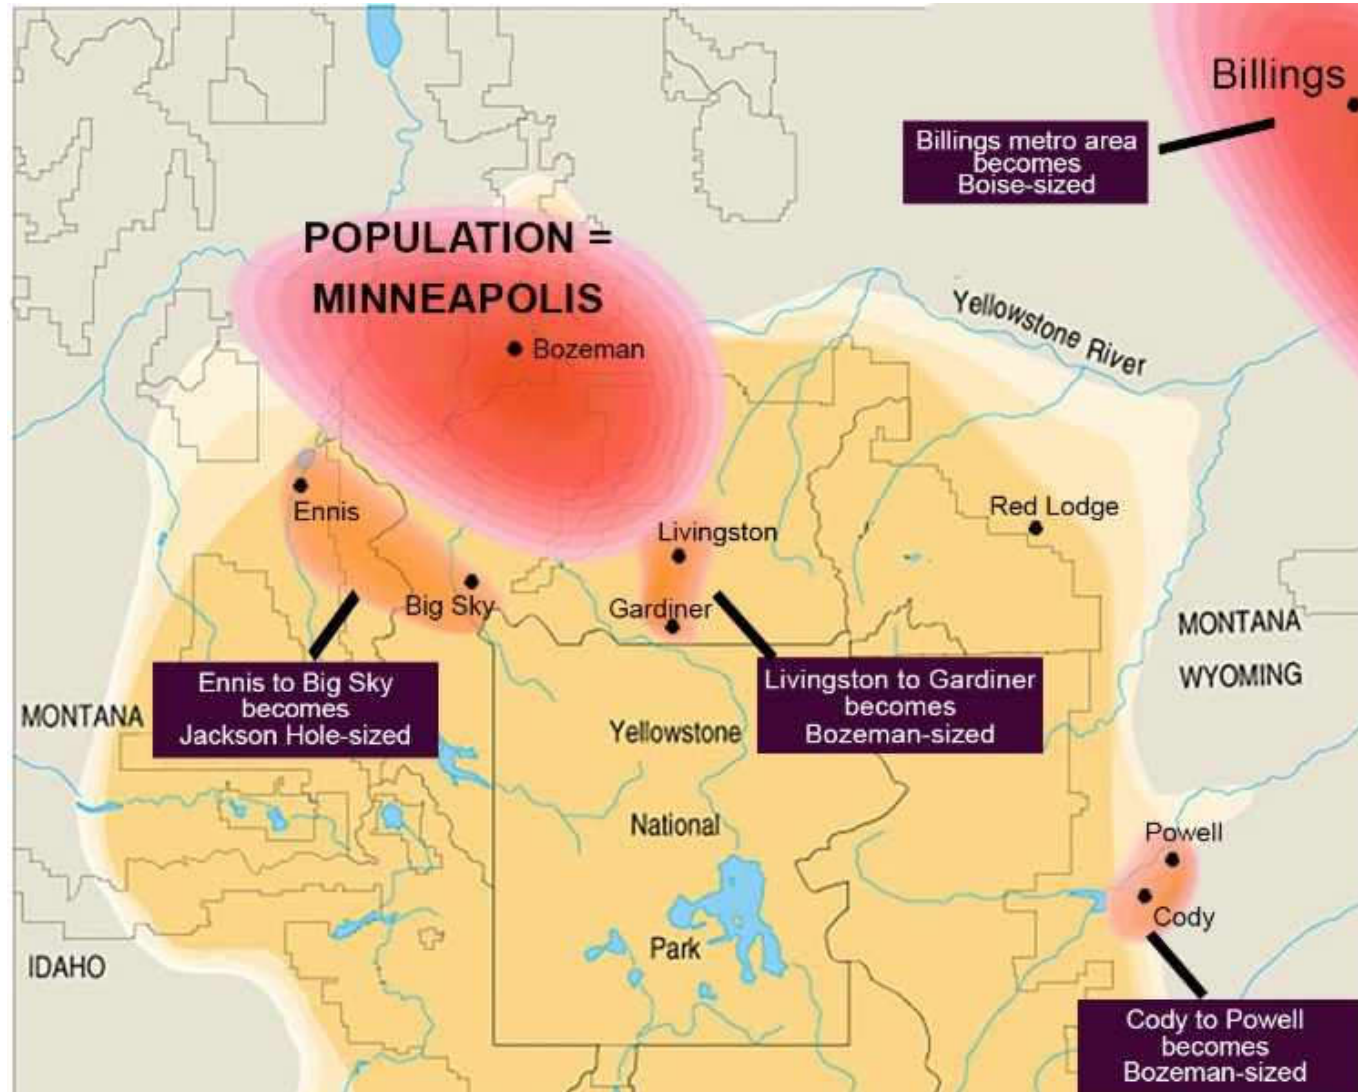 Billings
Billings metro area
becomes
Boise-sized
POPULATION =
MINNEAPOLIS
Bozeman
Yellowstone River
Ennis
Livingston
Red Lodge
Big Sky
Gardiner
MONTANA
WYOMING
Ennis to Big Sky
becomes
Jackson Hole-sized
Livingston to Gardiner
becomes
Bozeman-sized
MONTANA
Yellowstone
National
Park
Powell
Cody
IDAHO
Cody to Powell
becomes
Bozeman-sized